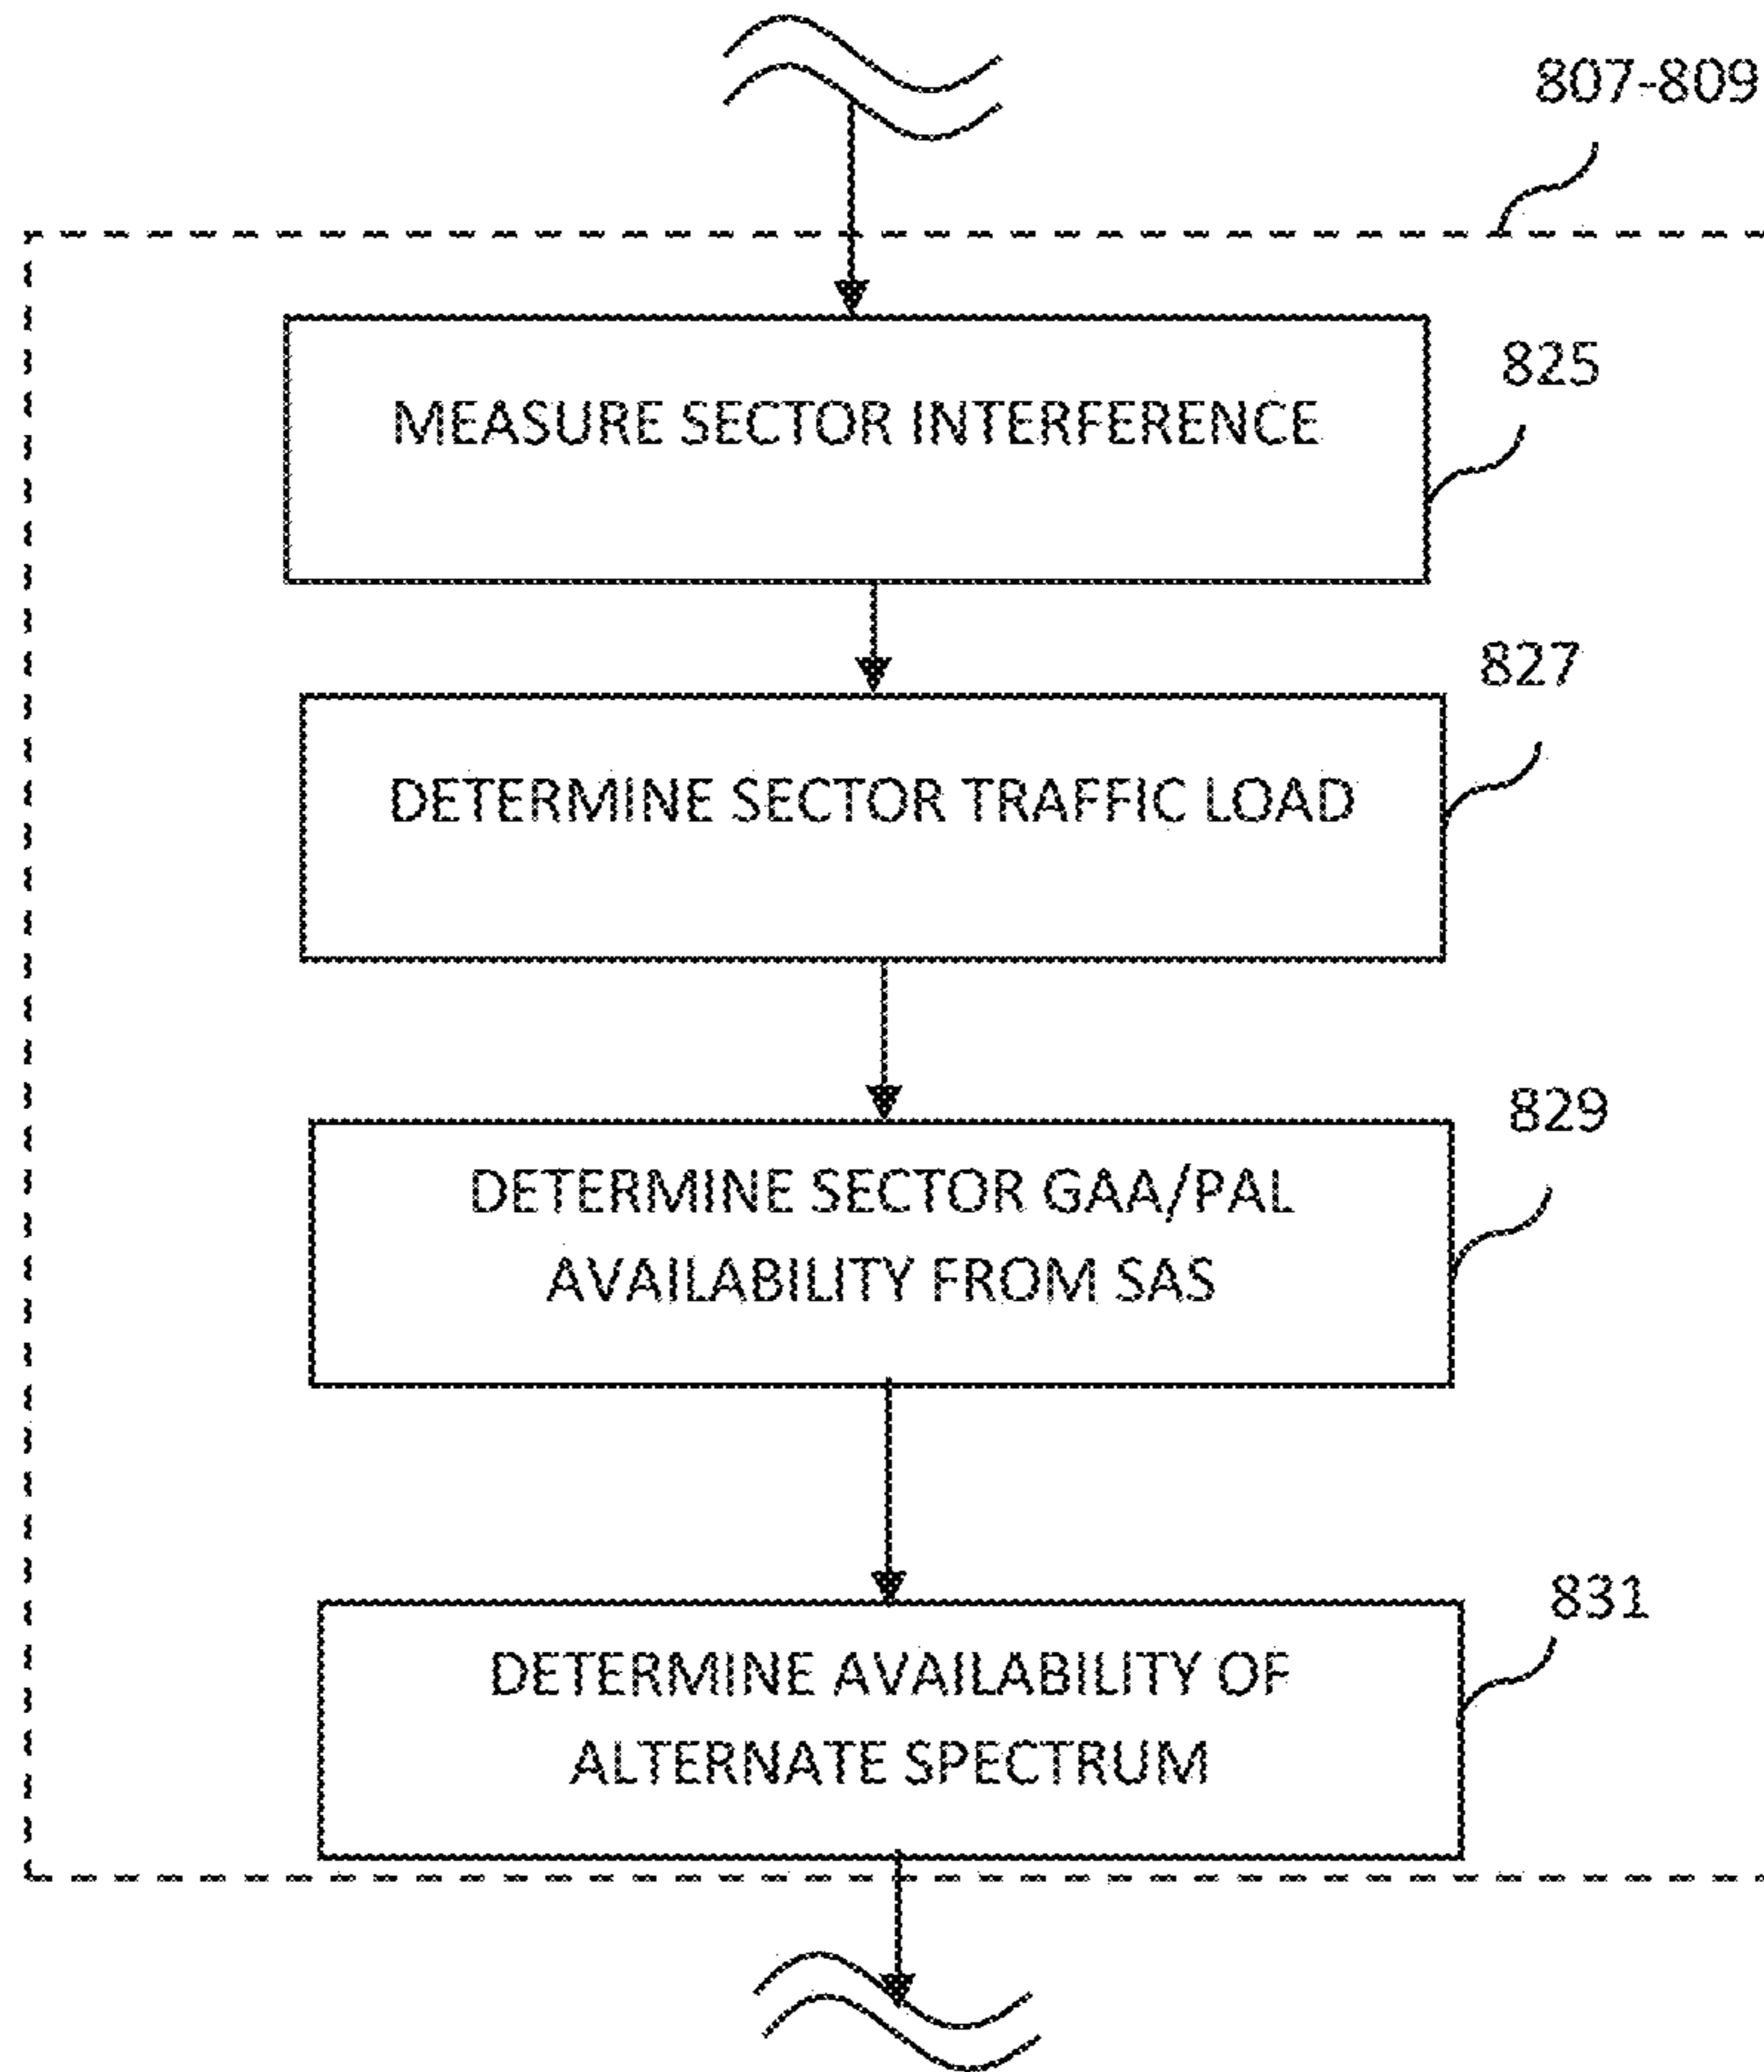 807-809
825
MEASURE SECTOR INTERFERENCE
827
DETERMINE SECTOR TRAFFIC LOAD
829
DETERMINE SECTOR GAA/PAL
AVAILABILITY FROM SAS
831
DETERMINE AVAILABILITY OF
ALTERNATE SPECTRUM